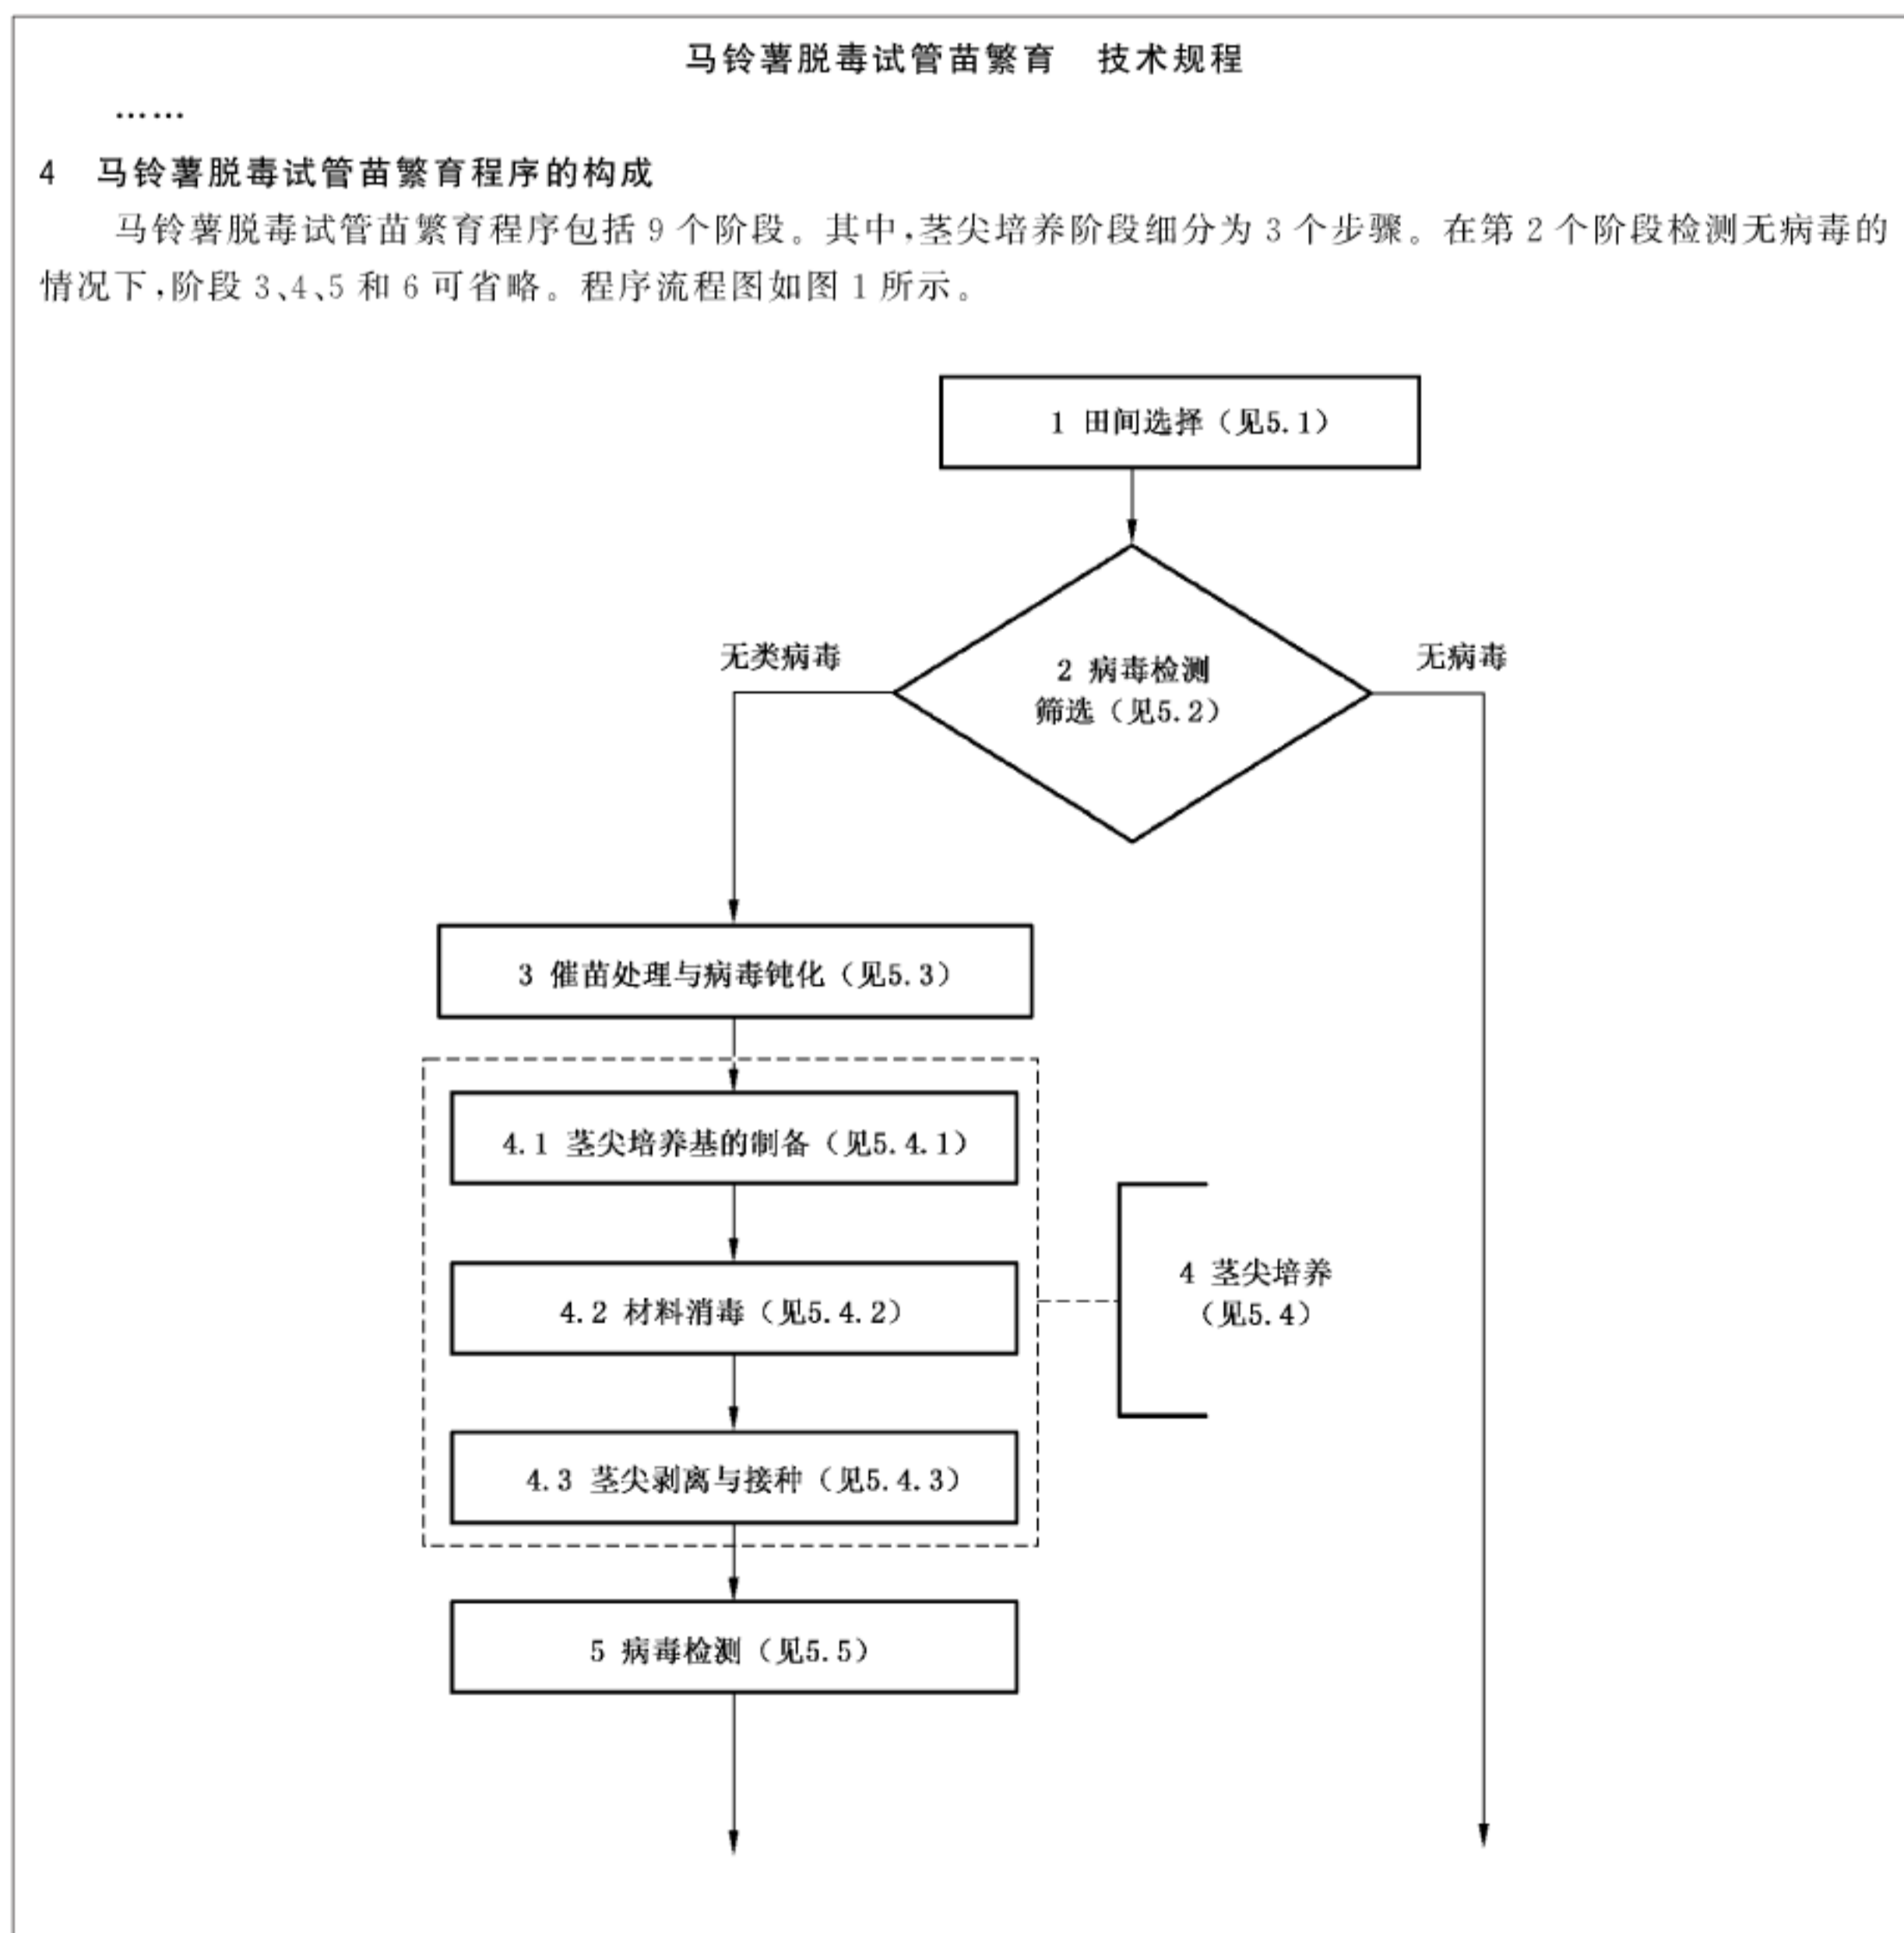 马铃薯脱毒试管苗繁育 技术规程
……
4 马铃薯脱毒试管苗繁育程序的构成
马铃薯脱毒试管苗繁育程序包括9个阶段。其中,茎尖培养阶段细分为3个步骤。在第2个阶段检测无病毒的
情况下,阶段3、4、5和6可省略。程序流程图如图1所示。
1 田间选择（见5.1）
无类病毒
2 病毒检测
筛选（见5.2）
无病毒
3 催苗处理与病毒钝化（见5.3）
4.1 茎尖培养基的制备（见5.4.1）
4.2 材料消毒（见5.4.2）
4 茎尖培养
（见5.4）
4.3 茎尖剥离与接种（见5.4.3）
5 病毒检测（见5.5）